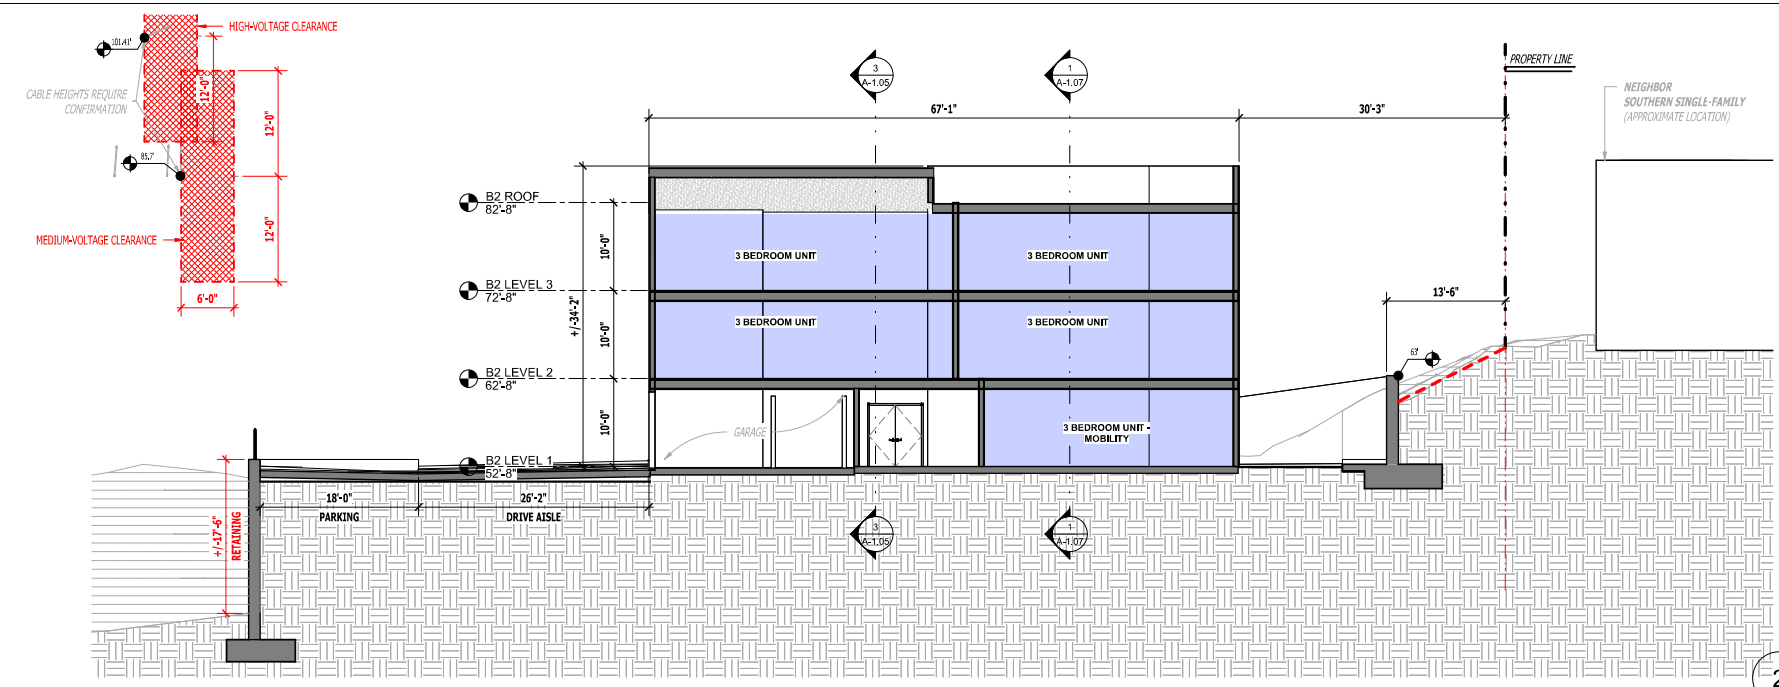 HIGH-VOLTAGE CLEARANCE
101.41'
12'-0"
CABLE HEIGHTS REQUIRE
CONFIRMATION
12'-0"
85.7'
12'-0"
MEDIUM-VOLTAGE CLEARANCE
6'-0"
3
A-1.05
1
A-1.07
PROPERTY LINE
NEIGHBOR
SOUTHERN SINGLE-FAMILY
(APPROXIMATE LOCATION)
67'-1"
30'-3"
B2 ROOF
82'-8"
10'-0"
3 BEDROOM UNIT
3 BEDROOM UNIT
B2 LEVEL 3
72'-8"
13'-6"
+/-34'-2"
10'-0"
3 BEDROOM UNIT
3 BEDROOM UNIT
63'
B2 LEVEL 2
62'-8"
10'-0"
GARAGE
3 BEDROOM UNIT -
MOBILITY
B2 LEVEL 1
52'-8"
18'-0"
PARKING
26'-2"
DRIVE AISLE
+/-17'-6"
RETAINING
3
A-1.05
1
A-1.07
2